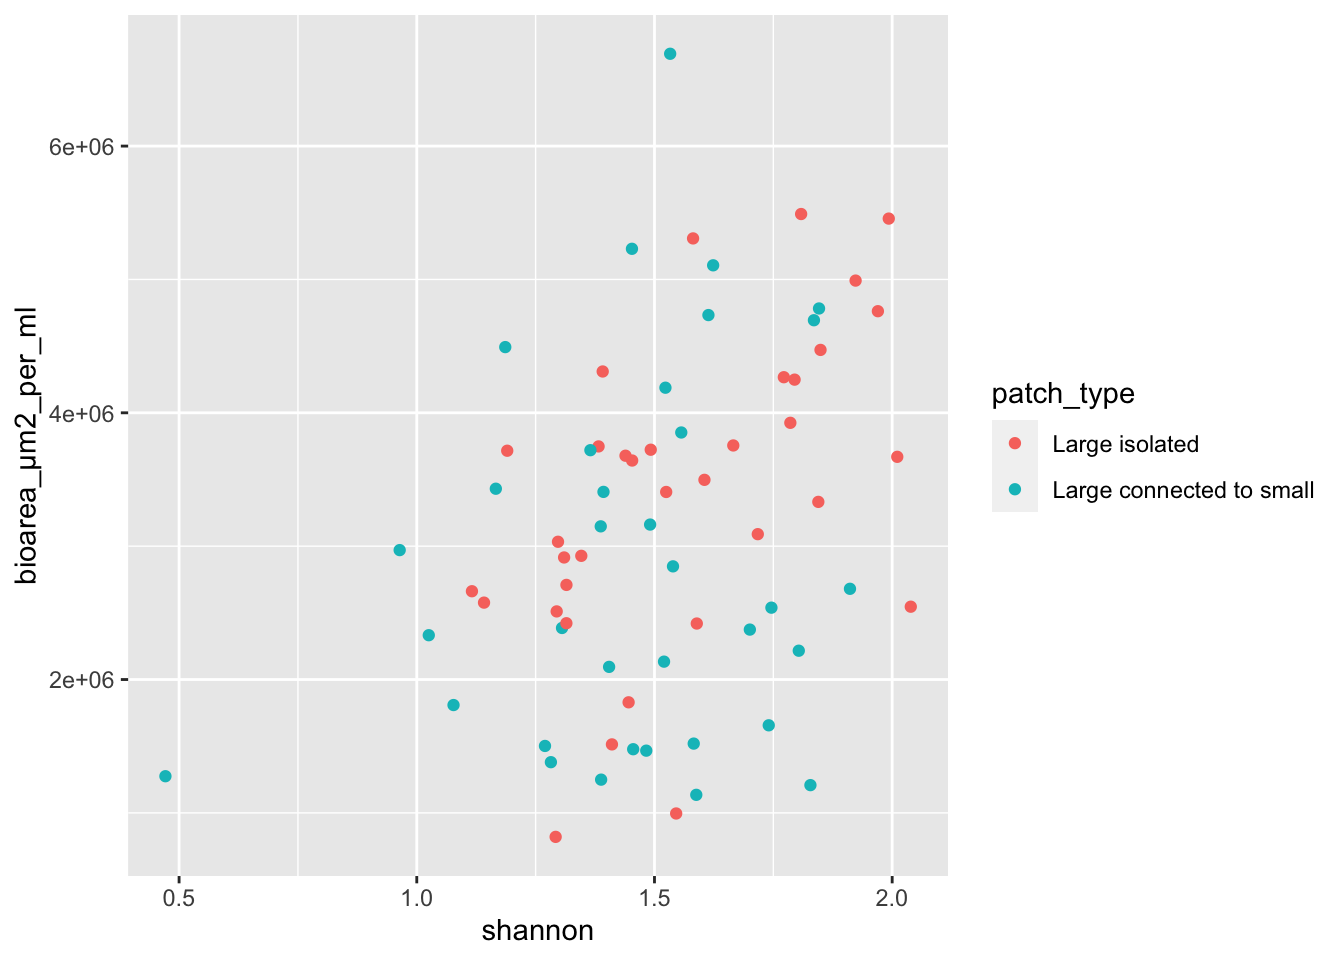 6e+06
4e+06
2e+06
bioarea_µm2_per_ml
0.5
1.0
1.5
2.0
shannon
patch_type
Large isolated
Large connected to small